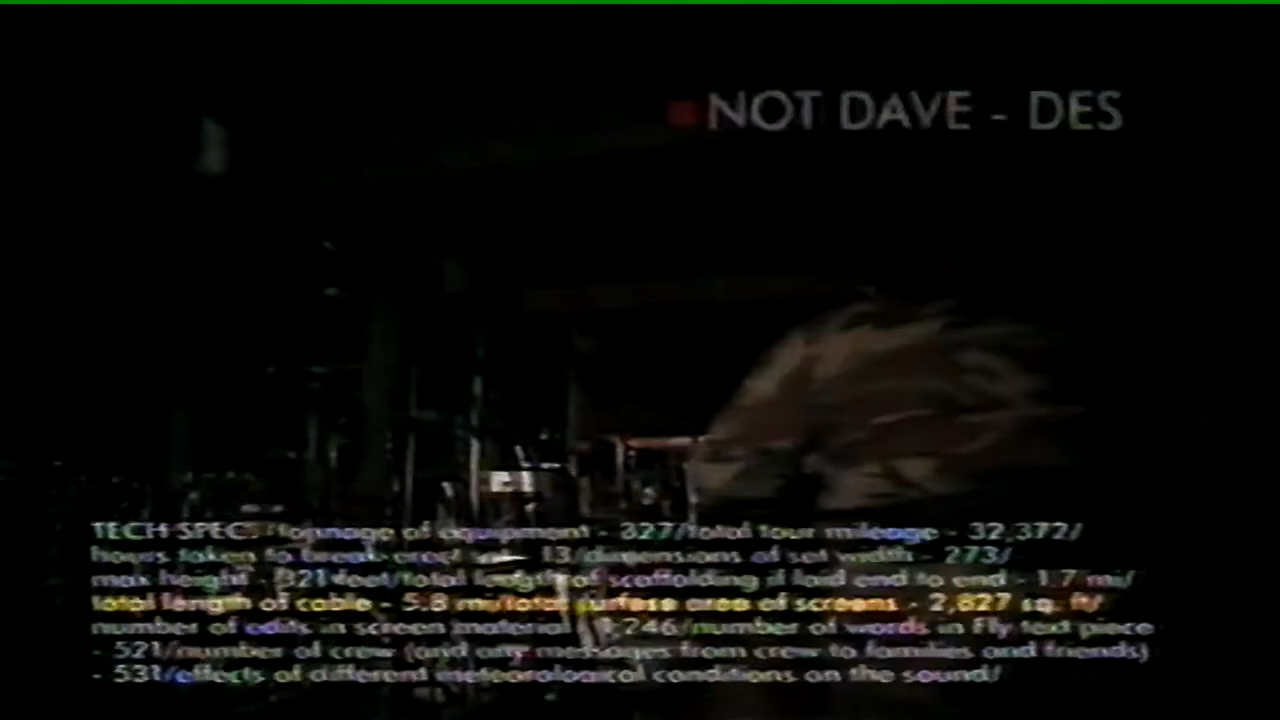 NOT DAVE - DES
TECH SPEC /tonnage of equipment - 327/total tour mileage - 32,372/
hours taken to erect set - 13/dimensions of set width - 273/
max height - 321 feet/total length of scaffolding if laid end to end - 1.7 mi/
total length of cable - 5.8 mi/total surface area of screens - 2,827 sq. ft/
number of edits in screen material 1,246/number of words in Fly text piece
- 521/number of crew (and any messages from crew to families and friends)
- 531/effects of different meteorological conditions on the sound/